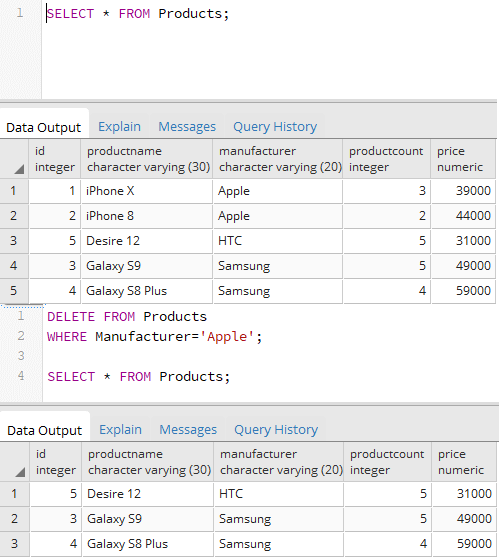 1 SELECT * FROM Products;
Data Output Explain Messages Query History
id productname manufacturer productcount price
integer character varying (30) character varying (20) integer numeric
1 1 iPhone X Apple 3 39000
2 2 iPhone 8 Apple 2 44000
3 5 Desire 12 HTC 5 31000
4 3 Galaxy S9 Samsung 5 49000
5 4 Galaxy S8 Plus Samsung 4 59000
1 DELETE FROM Products
2 WHERE Manufacturer='Apple';
3
4 SELECT * FROM Products;
Data Output Explain Messages Query History
id productname manufacturer productcount price
integer character varying (30) character varying (20) integer numeric
1 5 Desire 12 HTC 5 31000
2 3 Galaxy S9 Samsung 5 49000
3 4 Galaxy S8 Plus Samsung 4 59000